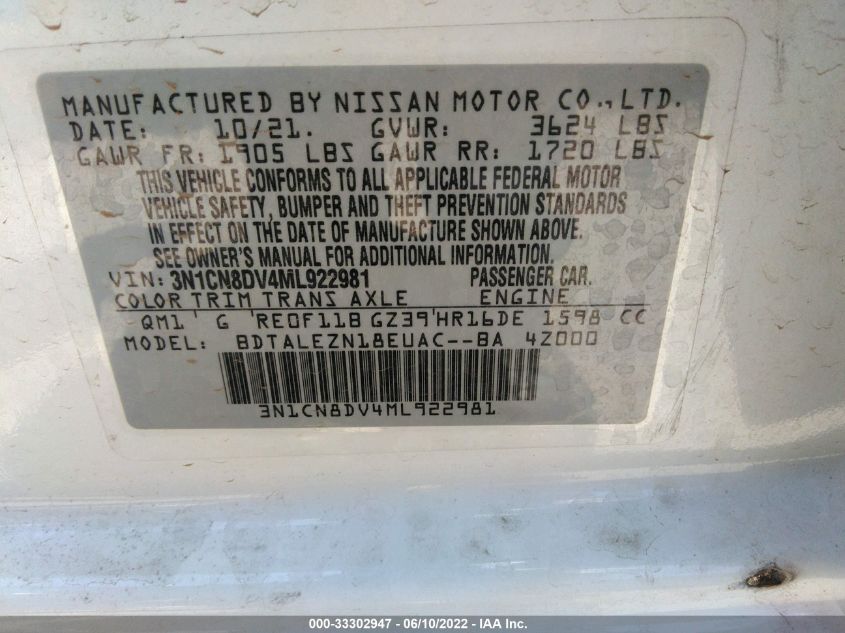 MANUFACTURED BY NISSAN MOTOR CO., LTD.
DATE: 10/21. GVWR: 3624 LBS
GAWR FR: 1905 LBS GAWR RR: 1720 LBS
THIS VEHICLE CONFORMS TO ALL APPLICABLE FEDERAL MOTOR
VEHICLE SAFETY, BUMPER AND THEFT PREVENTION STANDARDS
IN EFFECT ON THE DATE OF MANUFACTURE SHOWN ABOVE.
SEE OWNER'S MANUAL FOR ADDITIONAL INFORMATION.
VIN: 3N1CN8DV4ML922981 PASSENGER CAR.
COLOR TRIM TRANS AXLE ENGINE
QM1 G RE0F11B GZ39 HR16DE 1598 CC
MODEL: BDTALEZN18EUAC--BA 4Z000
3N1CN8DV4ML922981
000-33302947 - 06/10/2022 - IAA Inc.